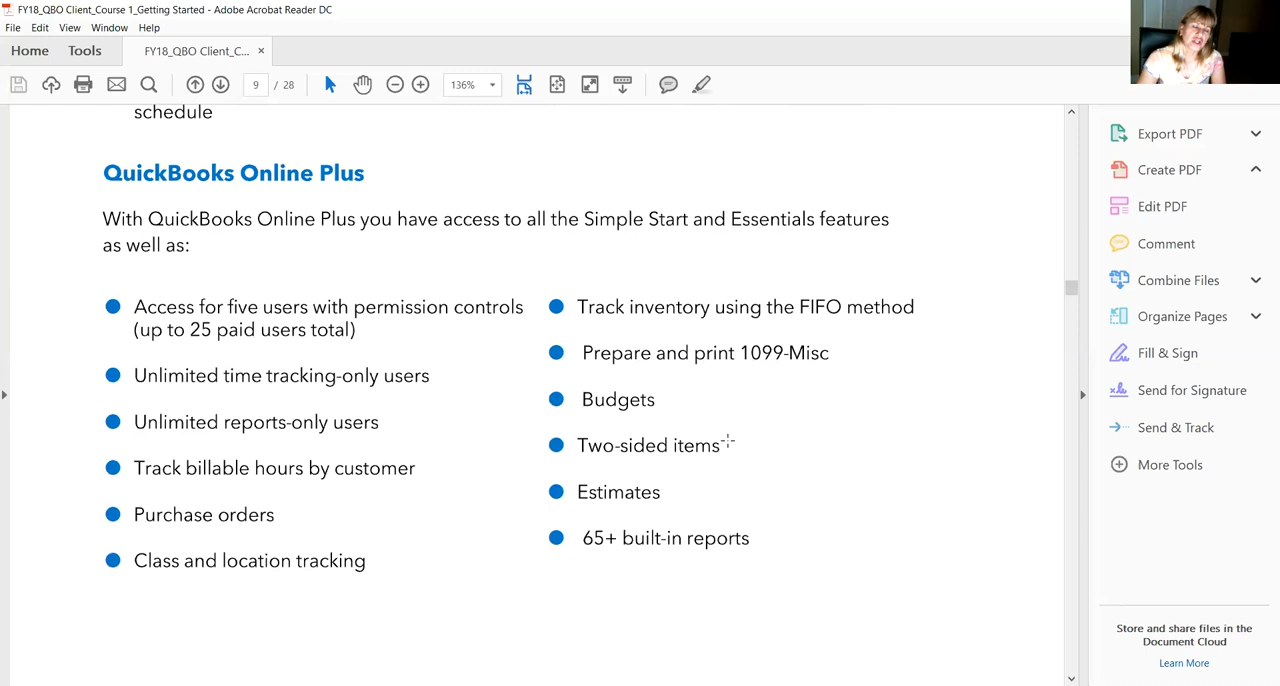 FY18_QBO Client_Course 1_Getting Started - Adobe Acrobat Reader DC
File Edit View Window Help
Home Tools FY18_QBO Client_C... ×
9 / 28 136%
schedule
QuickBooks Online Plus
With QuickBooks Online Plus you have access to all the Simple Start and Essentials features
as well as:
Access for five users with permission controls
(up to 25 paid users total)
Unlimited time tracking-only users
Unlimited reports-only users
Track billable hours by customer
Purchase orders
Class and location tracking
Track inventory using the FIFO method
Prepare and print 1099-Misc
Budgets
Two-sided items
Estimates
65+ built-in reports
Export PDF
Create PDF
Edit PDF
Comment
Combine Files
Organize Pages
Fill & Sign
Send for Signature
Send & Track
More Tools
Store and share files in the
Document Cloud
Learn More